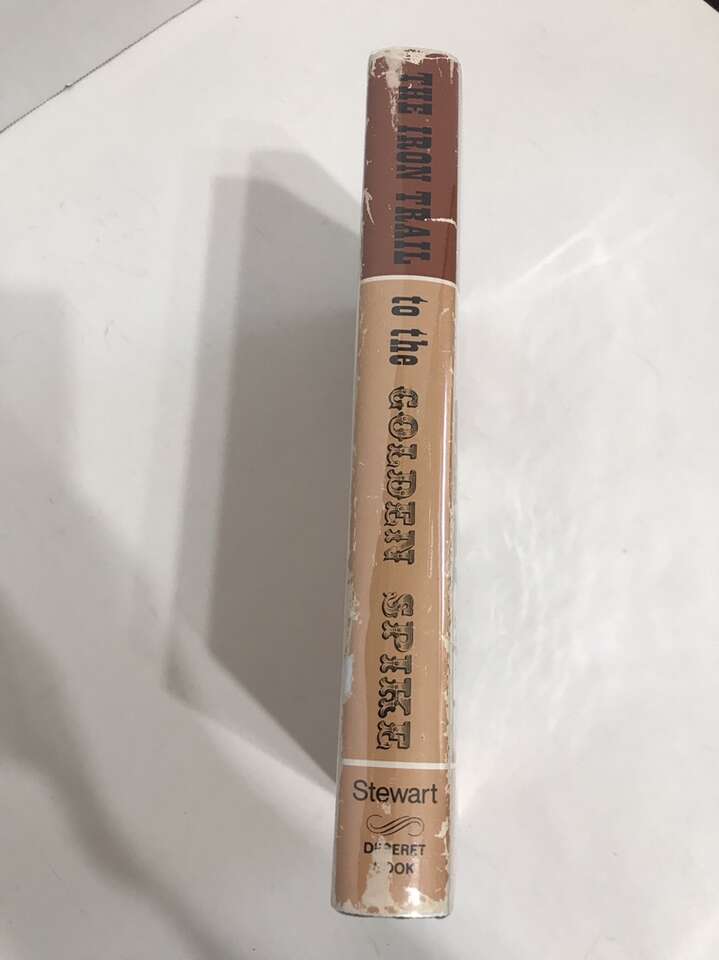 THE IRON TRAIL
to the
GOLDEN SPIKE
Stewart
DESERET
BOOK